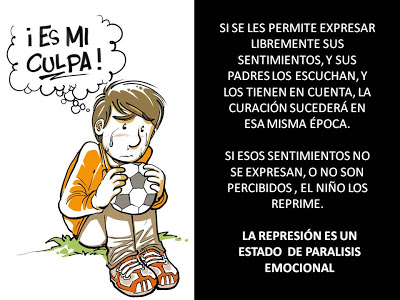 ¡ES MI
CULPA!
SI SE LES PERMITE EXPRESAR
LIBREMENTE SUS
SENTIMIENTOS, Y SUS
PADRES LOS ESCUCHAN, Y
LOS TIENEN EN CUENTA, LA
CURACIÓN SUCEDERÁ EN
ESA MISMA ÉPOCA.
SI ESOS SENTIMIENTOS NO
SE EXPRESAN, O NO SON
PERCIBIDOS , EL NIÑO LOS
REPRIME.
LA REPRESIÓN ES UN
ESTADO DE PARALISIS
EMOCIONAL